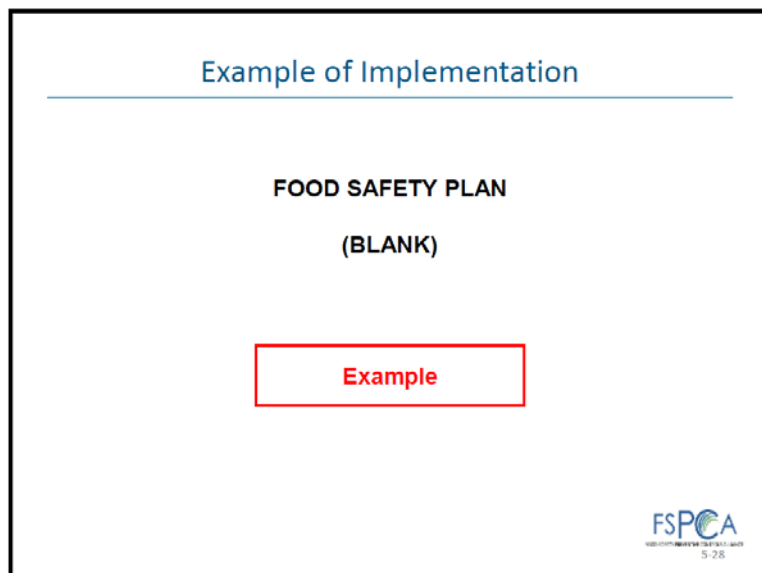 Example of Implementation
FOOD SAFETY PLAN
(BLANK)
Example
FSPCA
5-28